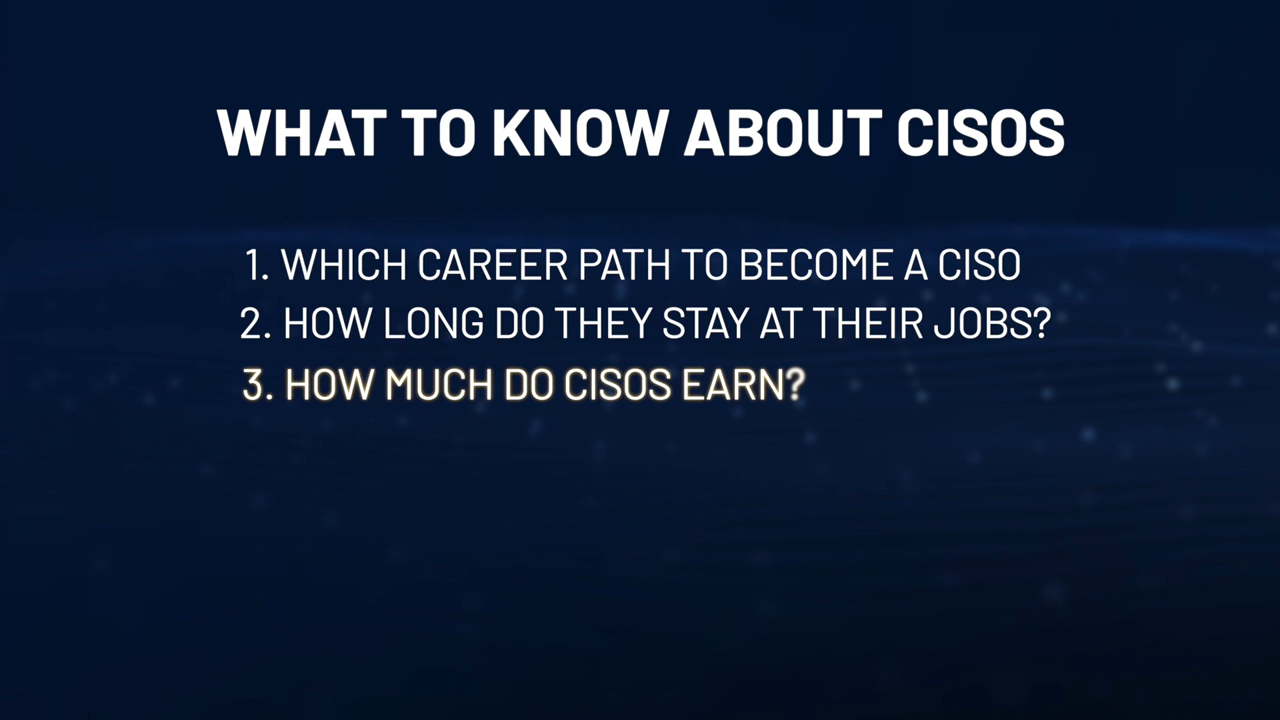 WHAT TO KNOW ABOUT CISOS
1. WHICH CAREER PATH TO BECOME A CISO
2. HOW LONG DO THEY STAY AT THEIR JOBS?
3. HOW MUCH DO CISOS EARN?